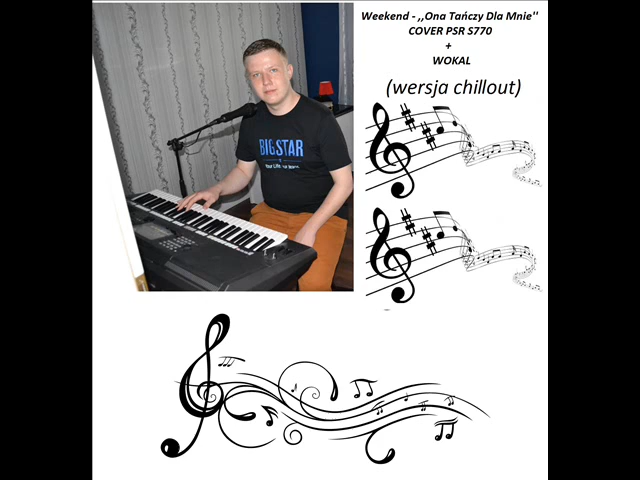 Weekend - ,,Ona Tańczy Dla Mnie''
COVER PSR S770
+
WOKAL
(wersja chillout)
BIGSTAR